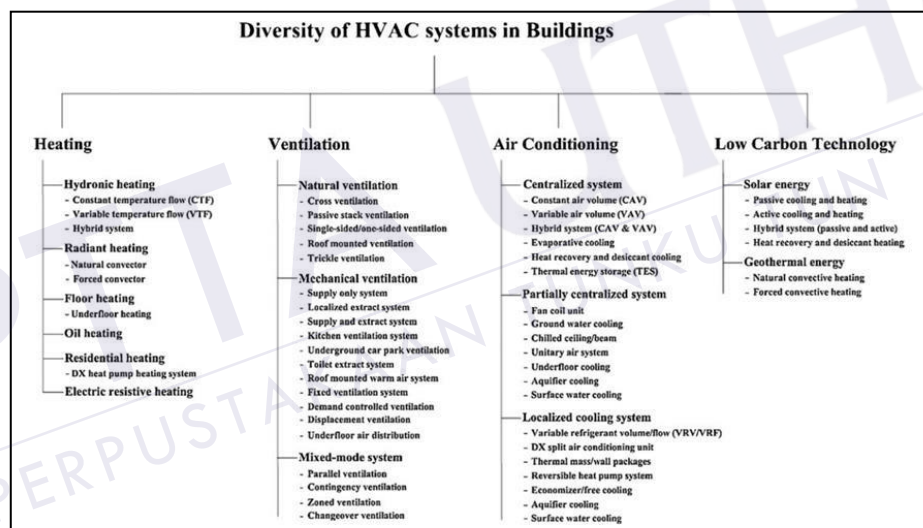 Diversity of HVAC systems in Buildings
Heating
Hydronic heating
- Constant temperature flow (CTF)
- Variable temperature flow (VTF)
- Hybrid system
Radiant heating
- Natural convector
- Forced convector
Floor heating
- Underfloor heating
Oil heating
Residential heating
- DX heat pump heating system
Electric resistive heating
Ventilation
Natural ventilation
- Cross ventilation
- Passive stack ventilation
- Single-sided/one-sided ventilation
- Roof mounted ventilation
- Trickle ventilation
Mechanical ventilation
- Supply only system
- Localized extract system
- Supply and extract system
- Kitchen ventilation system
- Underground car park ventilation
- Toilet extract system
- Roof mounted warm air system
- Fixed ventilation system
- Demand controlled ventilation
- Displacement ventilation
- Underfloor air distribution
Mixed-mode system
- Parallel ventilation
- Contingency ventilation
- Zoned ventilation
- Changeover ventilation
Air Conditioning
Centralized system
- Constant air volume (CAV)
- Variable air volume (VAV)
- Hybrid system (CAV & VAV)
- Evaporative cooling
- Heat recovery and desiccant cooling
- Thermal energy storage (TES)
Partially centralized system
- Fan coil unit
- Ground water cooling
- Chilled ceiling/beam
- Unitary air system
- Underfloor cooling
- Aquifier cooling
- Surface water cooling
Localized cooling system
- Variable refrigerant volume/flow (VRV/VRF)
- DX split air conditioning unit
- Thermal mass/wall packages
- Reversible heat pump system
- Economizer/free cooling
- Aquifier cooling
- Surface water cooling
Low Carbon Technology
Solar energy
- Passive cooling and heating
- Active cooling and heating
- Hybrid system (passive and active)
- Heat recovery and desiccant heating
Geothermal energy
- Natural convective heating
- Forced convective heating
PTTA UTH
PERPUSTAKAAN TUNKU TUN